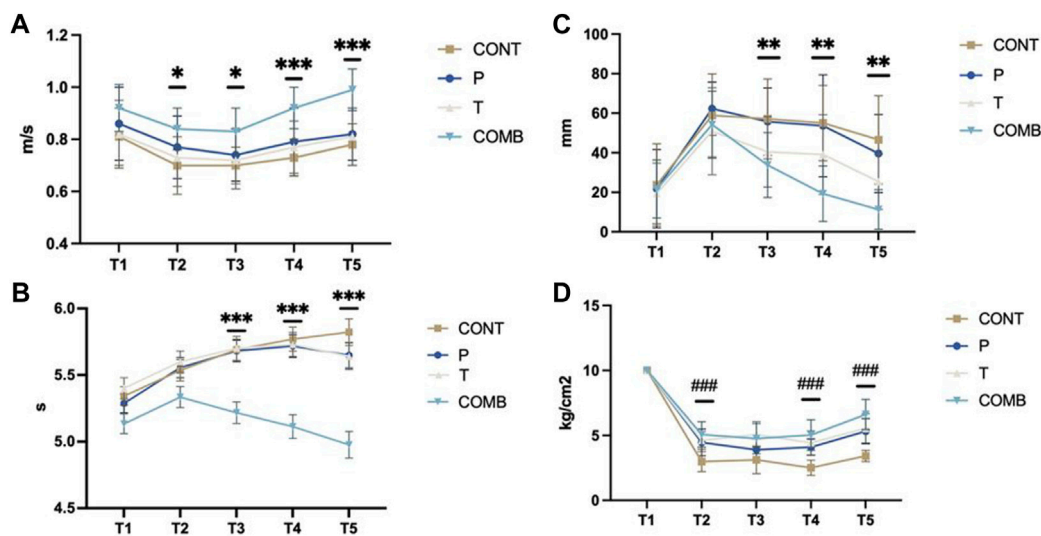 A
1.2
1.0
0.8
0.6
0.4
m/s
* * *** ***
T1 T2 T3 T4 T5
CONT
P
T
COMB
C
100
80
60
40
20
0
mm
** ** **
T1 T2 T3 T4 T5
CONT
P
T
COMB
B
6.0
5.5
5.0
4.5
s
*** *** ***
T1 T2 T3 T4 T5
CONT
P
T
COMB
D
15
10
5
0
kg/cm2
### ### ###
T1 T2 T3 T4 T5
CONT
P
T
COMB